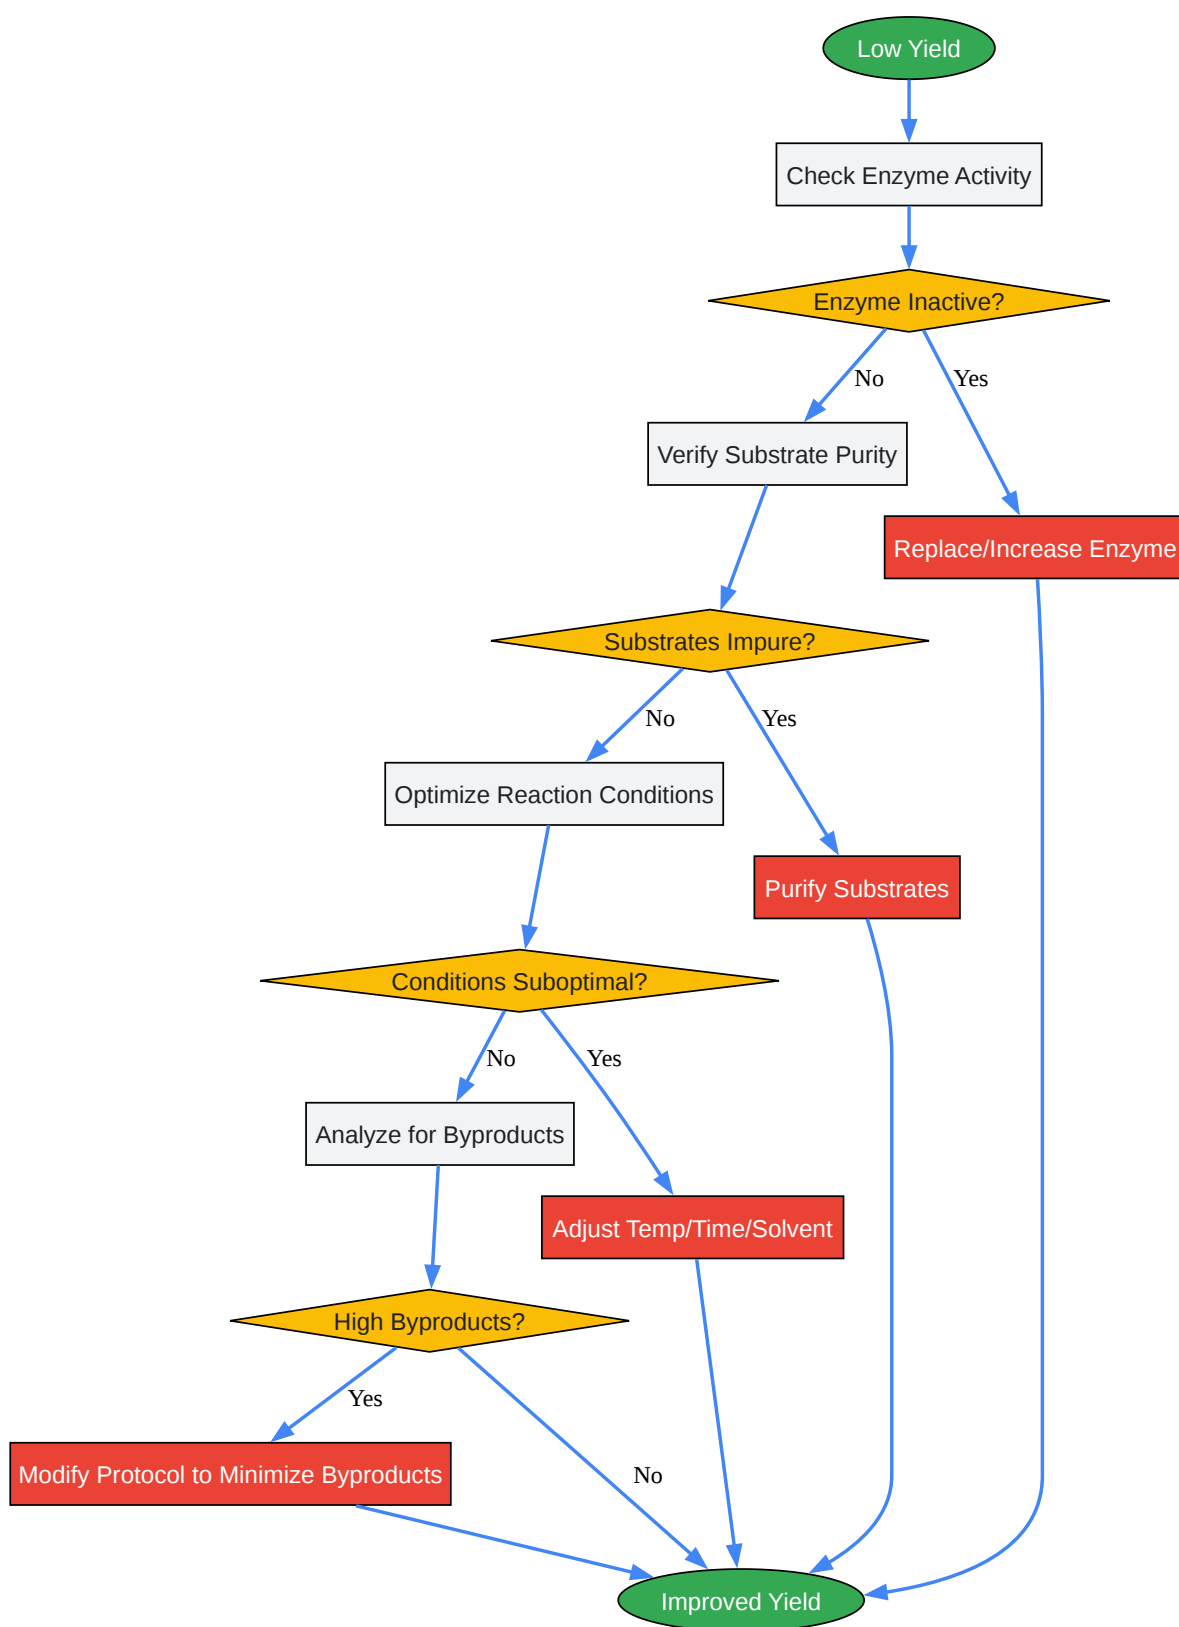 Low Yield
Check Enzyme Activity
Enzyme Inactive?
No
Yes
Verify Substrate Purity
Replace/Increase Enzyme
Substrates Impure?
No
Yes
Optimize Reaction Conditions
Purify Substrates
Conditions Suboptimal?
No
Yes
Analyze for Byproducts
Adjust Temp/Time/Solvent
High Byproducts?
Yes
No
Modify Protocol to Minimize Byproducts
Improved Yield